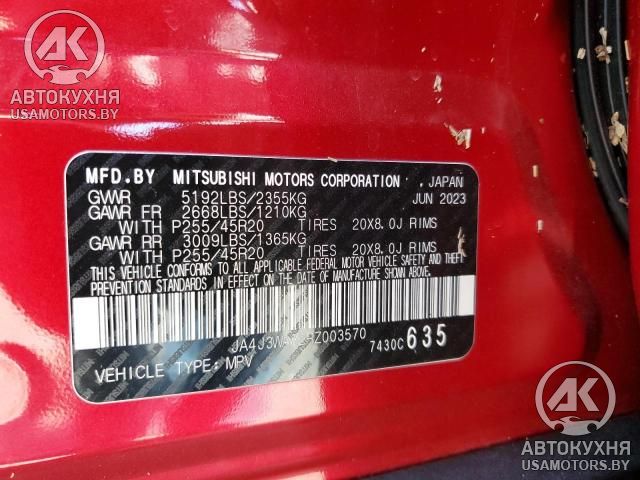 АК
АВТОКУХНЯ
USAMOTORS.BY
MFD.BY MITSUBISHI MOTORS CORPORATION , JAPAN
GWWR 5192LBS/2355KG JUN 2023
GAWR FR 2668LBS/1210KG
WITH P255/45R20 TIRES 20X8.0J RIMS
GAWR RR 3009LBS/1365KG
WITH P255/45R20 TIRES 20X8.0J RIMS
THIS VEHICLE CONFORMS TO ALL APPLICABLE FEDERAL MOTOR VEHICLE SAFETY AND THEFT
PREVENTION STANDARDS IN EFFECT ON THE DATE OF MANUFACTURE SHOWN ABOVE.
Z003570
7430C 635
VEHICLE TYPE: MPV
АК
АВТОКУХНЯ
USAMOTORS.BY